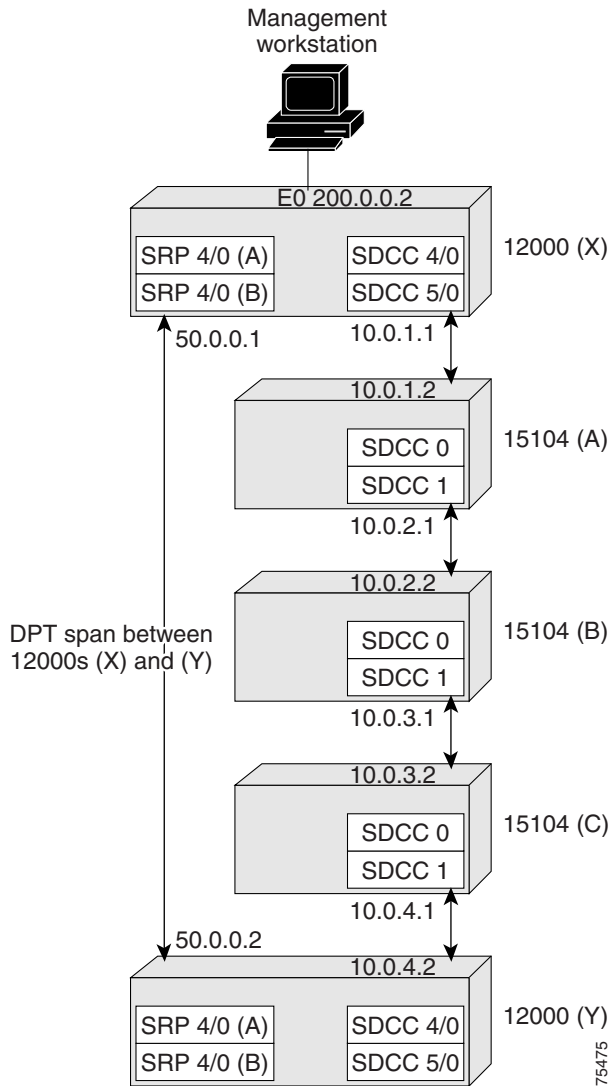 Management
workstation
E0 200.0.0.2
SRP 4/0 (A)
SRP 4/0 (B)
SDCC 4/0
SDCC 5/0
12000 (X)
50.0.0.1
10.0.1.1
10.0.1.2
SDCC 0
SDCC 1
15104 (A)
10.0.2.1
10.0.2.2
SDCC 0
SDCC 1
15104 (B)
DPT span between
12000s (X) and (Y)
10.0.3.1
10.0.3.2
SDCC 0
SDCC 1
15104 (C)
10.0.4.1
50.0.0.2
10.0.4.2
SRP 4/0 (A)
SRP 4/0 (B)
SDCC 4/0
SDCC 5/0
12000 (Y)
75475